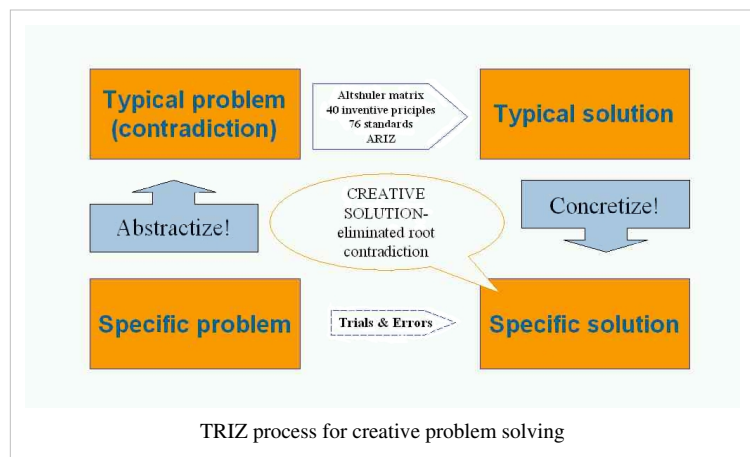 Typical problem
(contradiction)
Altshuler matrix
40 inventive priciples
76 standards
ARIZ
Typical solution
Abstractize!
CREATIVE
SOLUTION-
eliminated root
contradiction
Concretize!
Specific problem
Trials & Errors
Specific solution
TRIZ process for creative problem solving